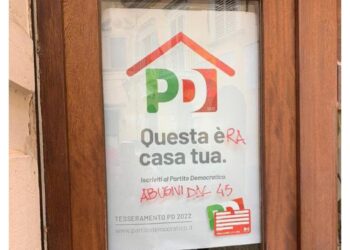 PD
Questa èRA
casa tua.
Iscriviti al Partito Democratico.
ABUSIVI DAL 45
TESSERAMENTO PD 2022
www.partitodemocratico.it
PD